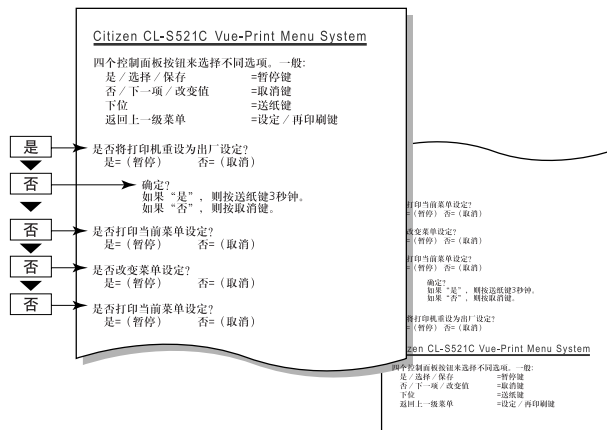 Citizen CL-S521C Vue-Print Menu System
四个控制面板按钮来选择不同选项。一般:
是／选择／保存 =暂停键
否／下一项／改变值 =取消键
下位 =送纸键
返回上一级菜单 =设定／再印刷键
是
是否将打印机重设为出厂设定?
是=（暂停） 否=（取消）
否
确定?
如果“是”，则按送纸键3秒钟。
如果“否”，则按取消键。
否
是否打印当前菜单设定?
是=（暂停） 否=（取消）
否
是否改变菜单设定?
是=（暂停） 否=（取消）
否
是否打印当前菜单设定?
是=（暂停） 否=（取消）
打印当前菜单设定?
=（暂停） 否=（取消）
改变菜单设定?
=（暂停） 否=（取消）
打印当前菜单设定?
=（暂停） 否=（取消）
确定?
如果“是”，则按送纸键3秒钟。
如果“否”，则按取消键。
将打印机重设为出厂设定?
=（暂停） 否=（取消）
zen CL-S521C Vue-Print Menu System
四个控制面板按钮来选择不同选项。一般:
是／选择／保存 =暂停键
否／下一项／改变值 =取消键
下位 =送纸键
返回上一级菜单 =设定／再印刷键